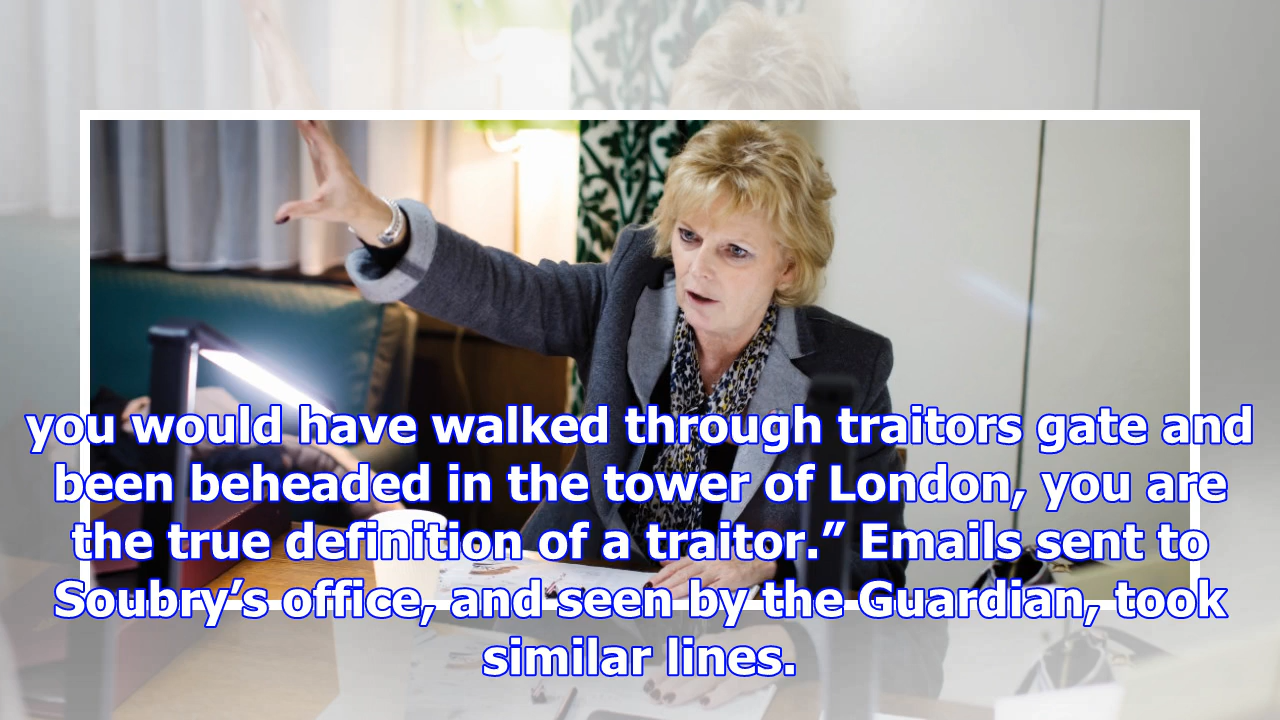 you would have walked through traitors gate and
been beheaded in the tower of London, you are
the true definition of a traitor.” Emails sent to
Soubry’s office, and seen by the Guardian, took
similar lines.